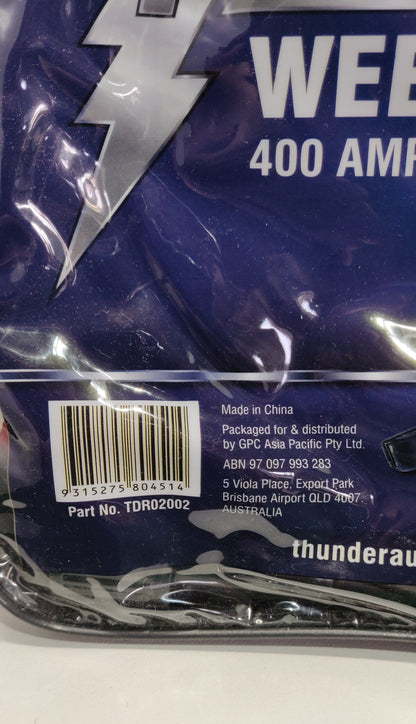 WEE
400 AMP
Made in China
Packaged for & distributed
by GPC Asia Pacific Pty Ltd.
ABN 97 097 993 283
5 Viola Place, Export Park
Brisbane Airport QLD 4007.
AUSTRALIA
9 315275 804514
Part No. TDR02002
thunderau